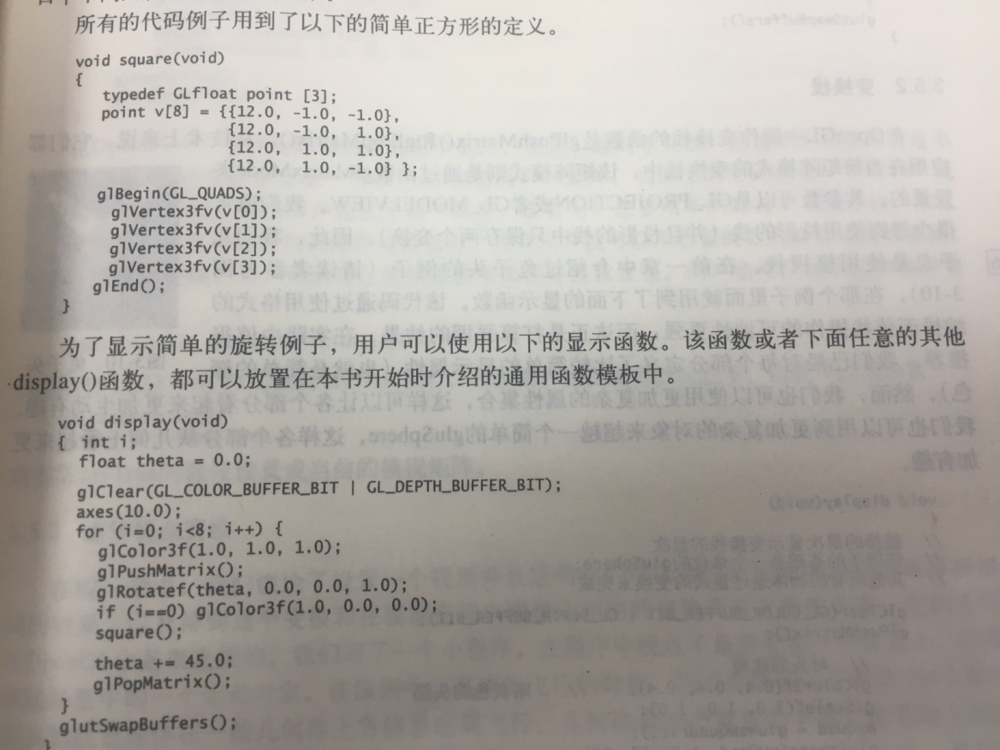 所有的代码例子用到了以下的简单正方形的定义。
void square(void)
{
typedef GLfloat point [3];
point v[8] = {{12.0, -1.0, -1.0},
{12.0, -1.0, 1.0},
{12.0, 1.0, 1.0},
{12.0, 1.0,-1.0} };
glBegin(GL_QUADS);
glVertex3fv(v[0]);
glVertex3fv(v[1]);
glVertex3fv(v[2]);
glVertex3fv(v[3]);
glEnd();
}
为了显示简单的旋转例子，用户可以使用以下的显示函数。该函数或者下面任意的其他
display()函数，都可以放置在本书开始时介绍的通用函数模板中。
void display(void)
{ int i;
float theta = 0.0;
glClear(GL_COLOR_BUFFER_BIT | GL_DEPTH_BUFFER_BIT);
axes(10.0);
for (i=0; i<8; i++) {
glColor3f(1.0, 1.0, 1.0);
glPushMatrix();
glRotatef(theta, 0.0, 0.0, 1.0);
if (i==0) glColor3f(1.0, 0.0, 0.0);
square();
theta += 45.0;
glPopMatrix();
}
glutSwapBuffers();
}